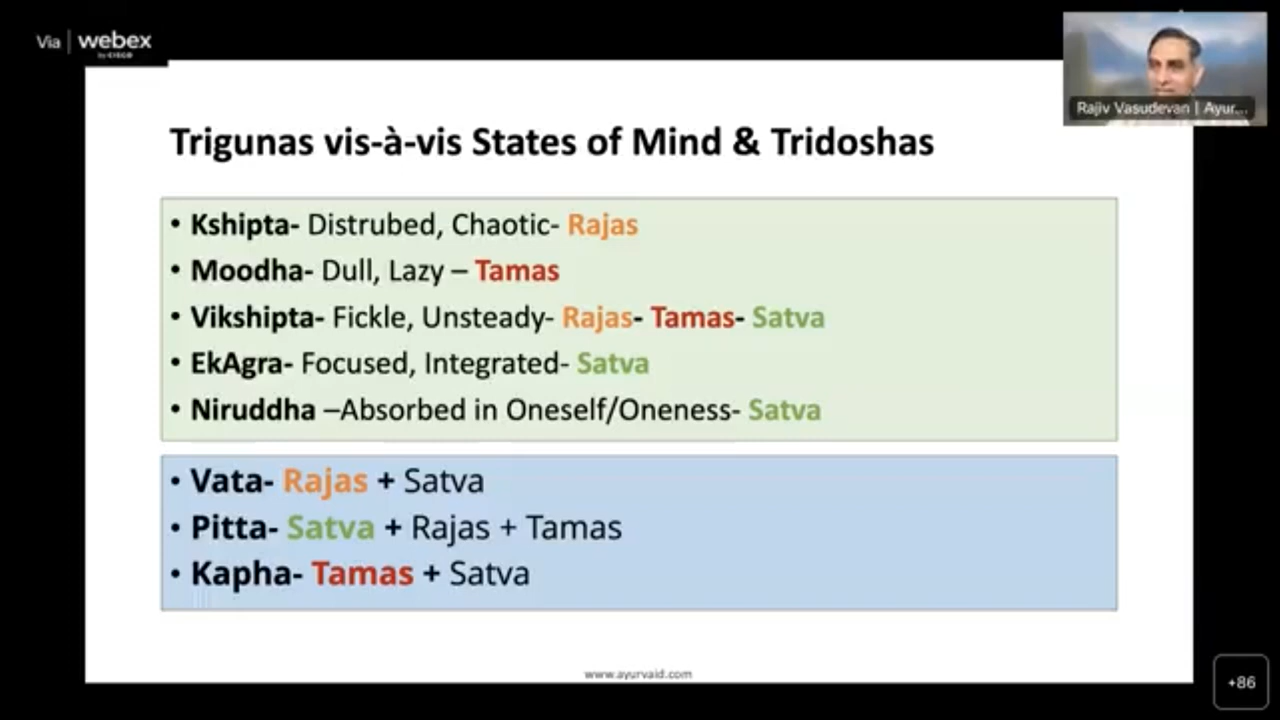 Via | webex
by CISCO
Rajiv Vasudevan | Ayur...
Trigunas vis-à-vis States of Mind & Tridoshas
• Kshipta- Distrubed, Chaotic- Rajas
• Moodha- Dull, Lazy – Tamas
• Vikshipta- Fickle, Unsteady- Rajas- Tamas- Satva
• EkAgra- Focused, Integrated- Satva
• Niruddha –Absorbed in Oneself/Oneness- Satva
• Vata- Rajas + Satva
• Pitta- Satva + Rajas + Tamas
• Kapha- Tamas + Satva
www.ayurvaid.com
+86